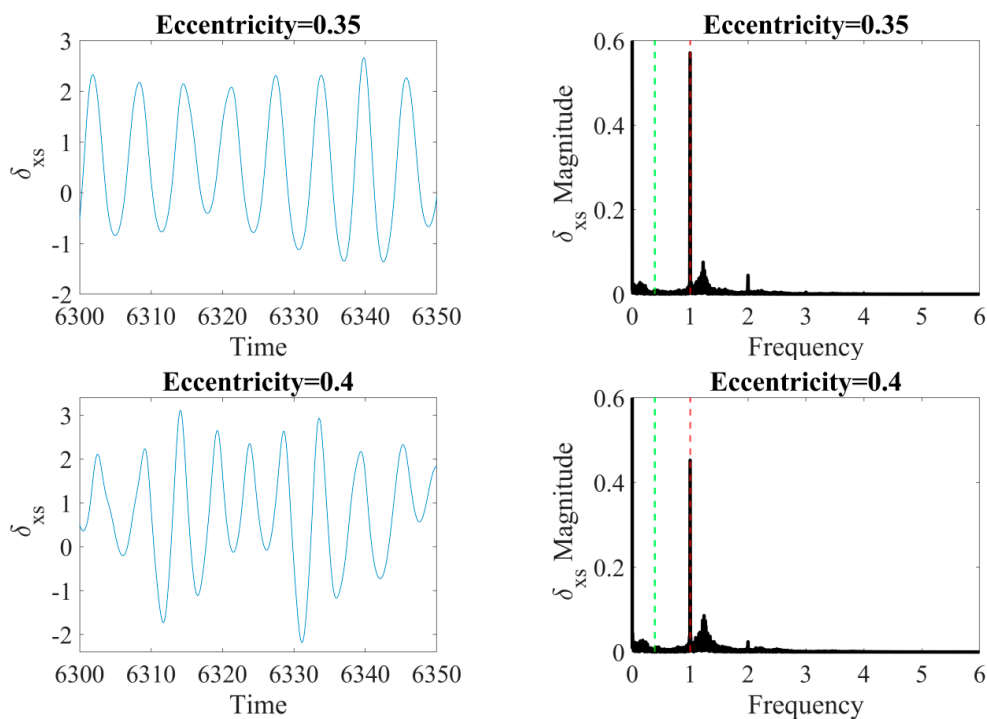 Eccentricity=0.35
3
2
1
0
-1
-2
δxs
6300 6310 6320 6330 6340 6350
Time
Eccentricity=0.35
0.6
0.4
0.2
0
δxs Magnitude
0 1 2 3 4 5 6
Frequency
Eccentricity=0.4
3
2
1
0
-1
-2
δxs
6300 6310 6320 6330 6340 6350
Time
Eccentricity=0.4
0.6
0.4
0.2
0
δxs Magnitude
0 1 2 3 4 5 6
Frequency